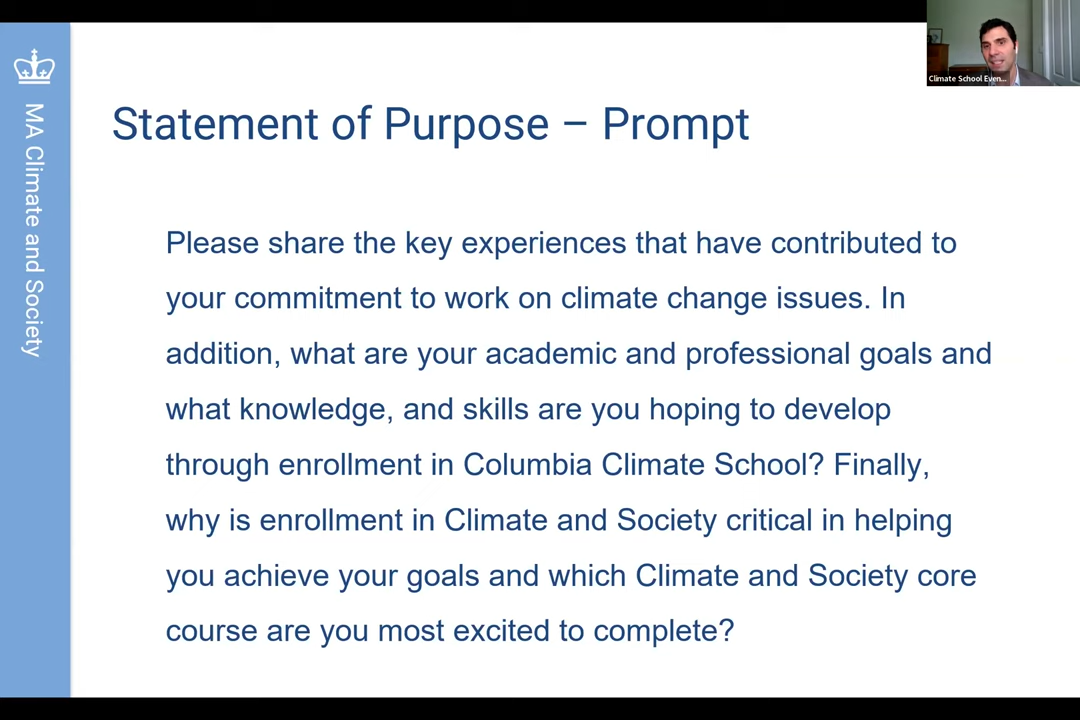 MA Climate and Society
Climate School Even...
Statement of Purpose – Prompt
Please share the key experiences that have contributed to
your commitment to work on climate change issues. In
addition, what are your academic and professional goals and
what knowledge, and skills are you hoping to develop
through enrollment in Columbia Climate School? Finally,
why is enrollment in Climate and Society critical in helping
you achieve your goals and which Climate and Society core
course are you most excited to complete?